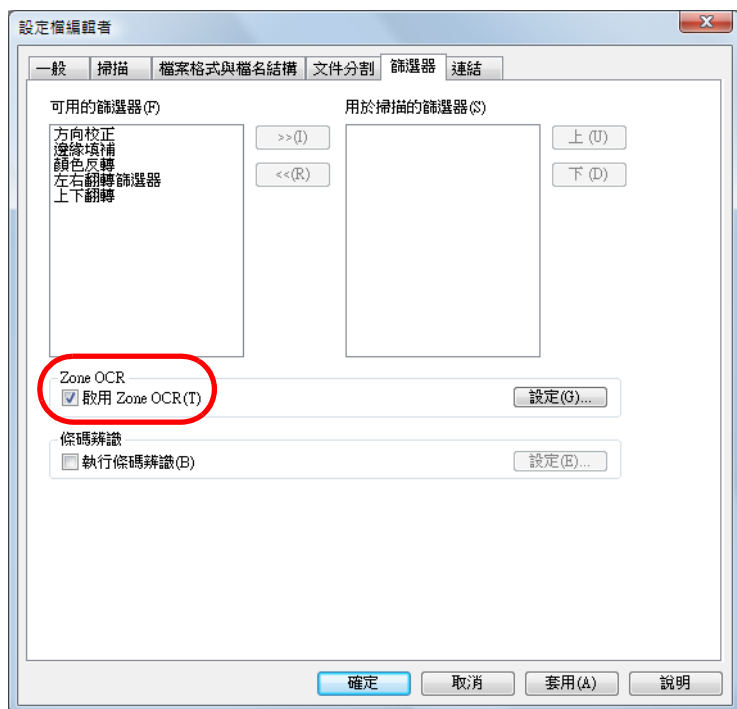 設定檔編輯者
一般 掃描 檔案格式與檔名結構 文件分割 篩選器 連結
可用的篩選器(F) 用於掃描的篩選器(S)
方向校正
邊緣填補
顏色反轉
左右翻轉篩選器
上下翻轉
>>(I)
<<(R)
上 (U)
下 (D)
Zone OCR
啟用 Zone OCR(T) 設定(G)...
條碼辨識
執行條碼辨識(B) 設定(E)...
確定 取消 套用(A) 說明